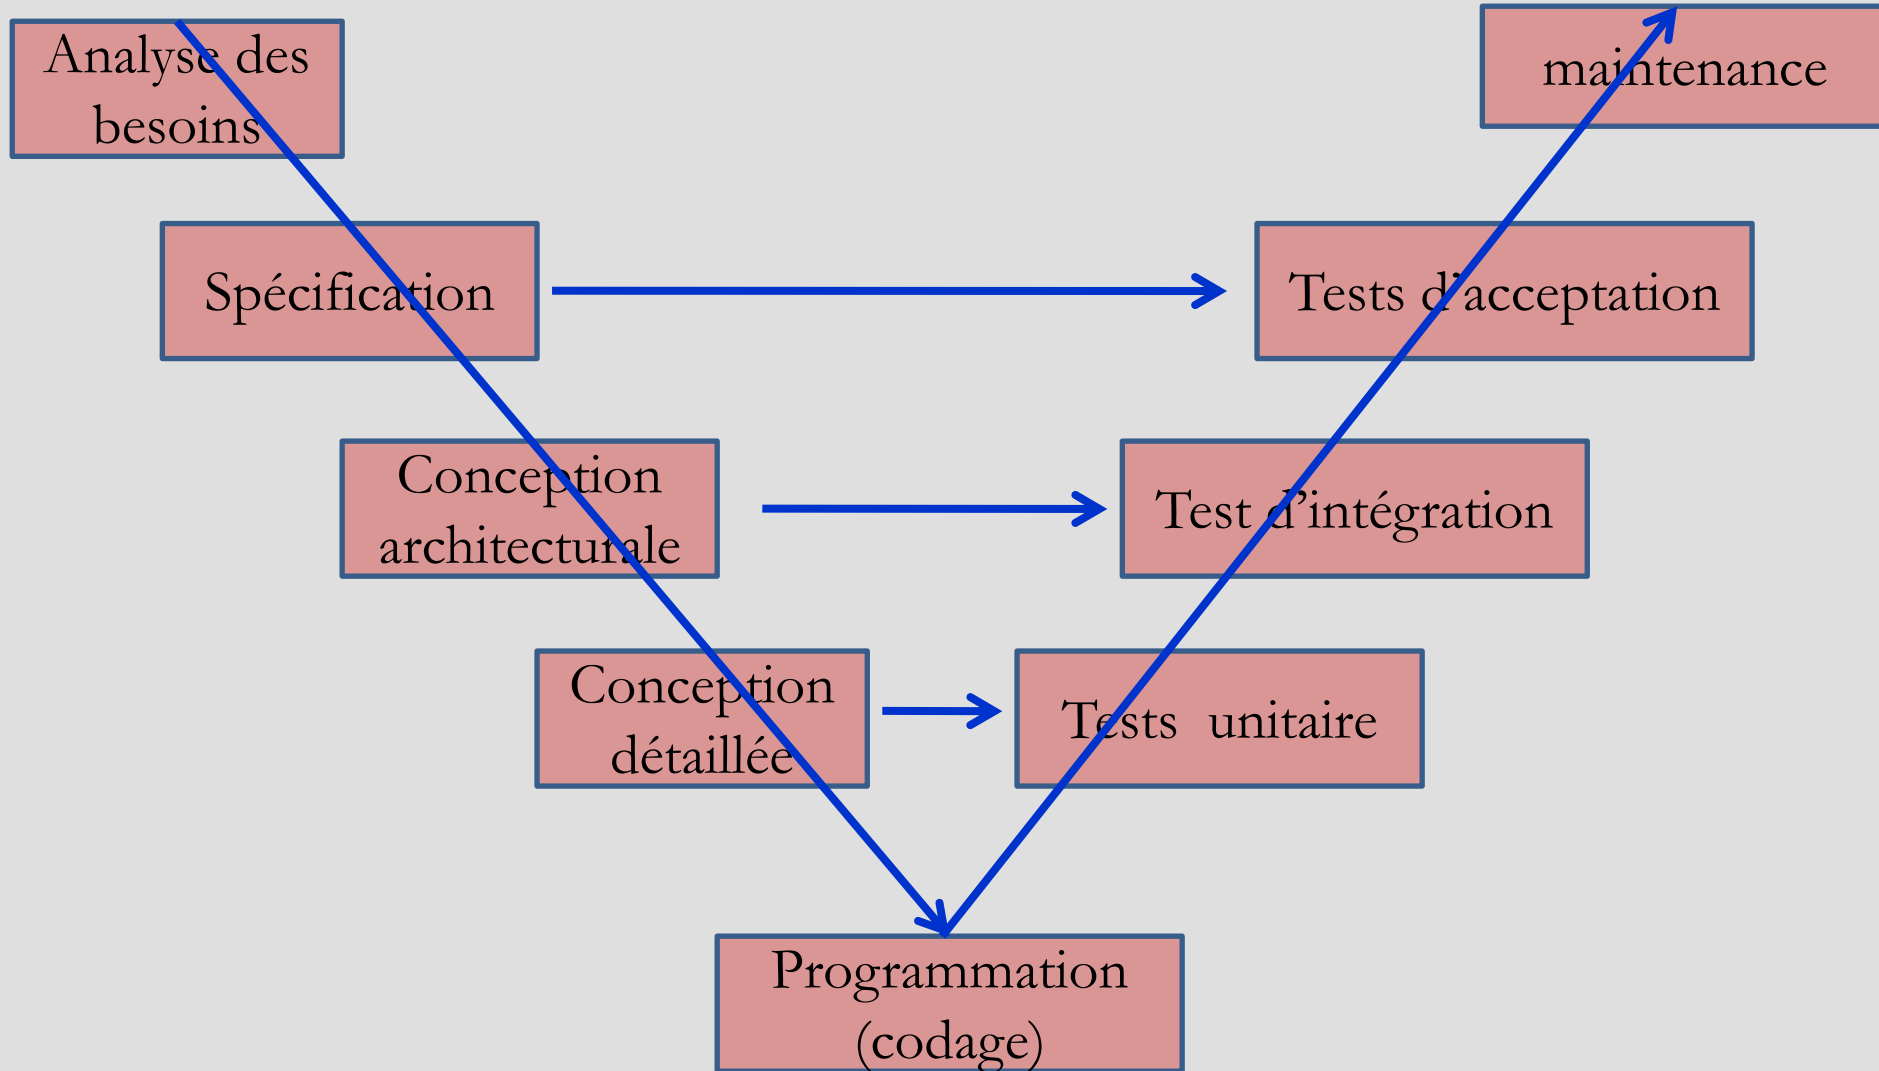 Analyse des
besoins
maintenance
Spécification
Tests d'acceptation
Conception
architecturale
Test d’intégration
Conception
détaillée
Tests  unitaire
Programmation
(codage)